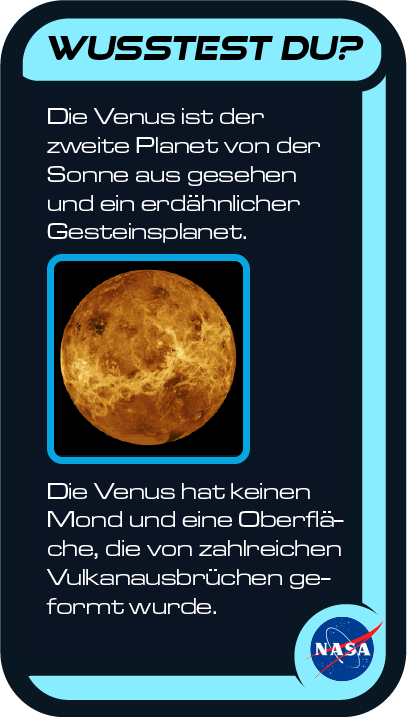 WUSSTEST DU?
Die Venus ist der
zweite Planet von der
Sonne aus gesehen
und ein erdähnlicher
Gesteinsplanet.
Die Venus hat keinen
Mond und eine Oberflä-
che, die von zahlreichen
Vulkanausbrüchen ge-
formt wurde.
NASA